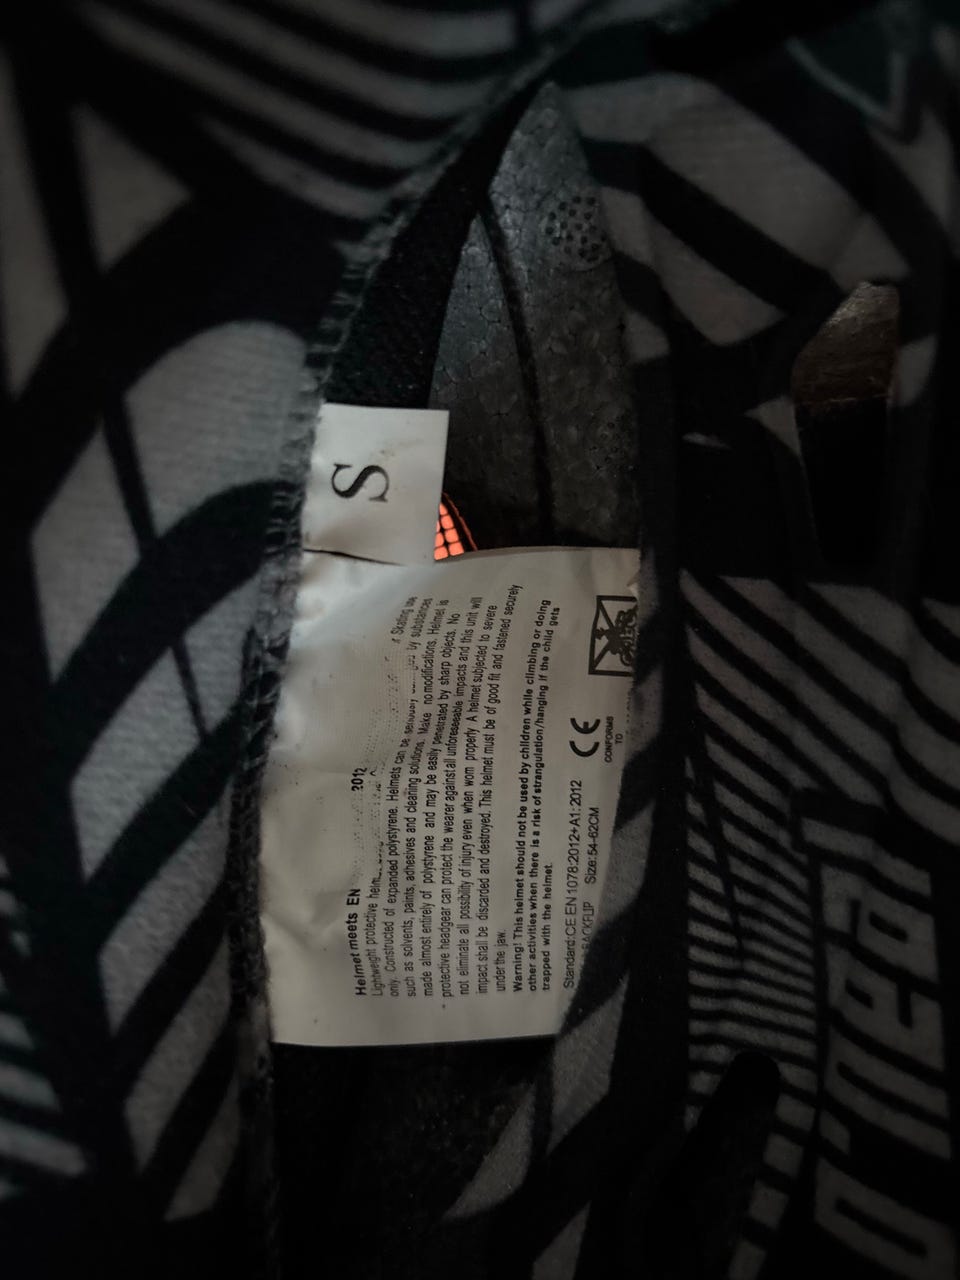 S
Helmet meets EN 2012
Lightweight protective
only. Constructed of expanded polystyrene. Helmets can be seriously by substances
such as solvents, paints, adhesives and cleaning solutions. Make no modifications. Helmet is
made almost entirely of polystyrene and may be easily penetrated by sharp objects. No
protective headgear can protect the wearer against all unforeseeable impacts and this unit will
not eliminate all possibility of injury even when worn properly. A helmet subjected to severe
impact shall be discarded and destroyed. This helmet must be of good fit and fastened securely
under the jaw.
Warning! This helmet should not be used by children while climbing or doing
other activities when there is a risk of strangulation/hanging if the child gets
trapped with the helmet.
Standard:CE EN 1078:2012+A1:2012
BACKFLIP Size:54-62CM
CE
CONFORMS
TO
o'neal